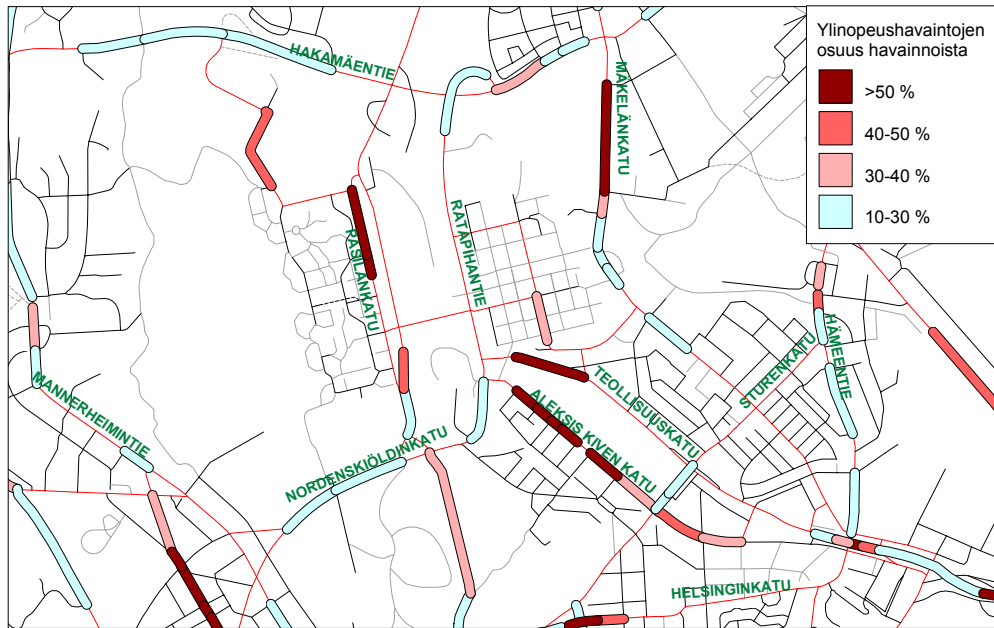 Ylinopeushavaintojen
osuus havainnoista
>50 %
40-50 %
30-40 %
10-30 %
HAKAMÄENTIE
MÄKELÄNKATU
PASILANKATU
RATAPIHANTIE
HÄMEENTIE
STURENKATU
TEOLLISUUSKATU
MANNERHEIMINTIE
ALEKSIS KIVEN KATU
NORDENSKIÖLDINKATU
HELSINGINKATU